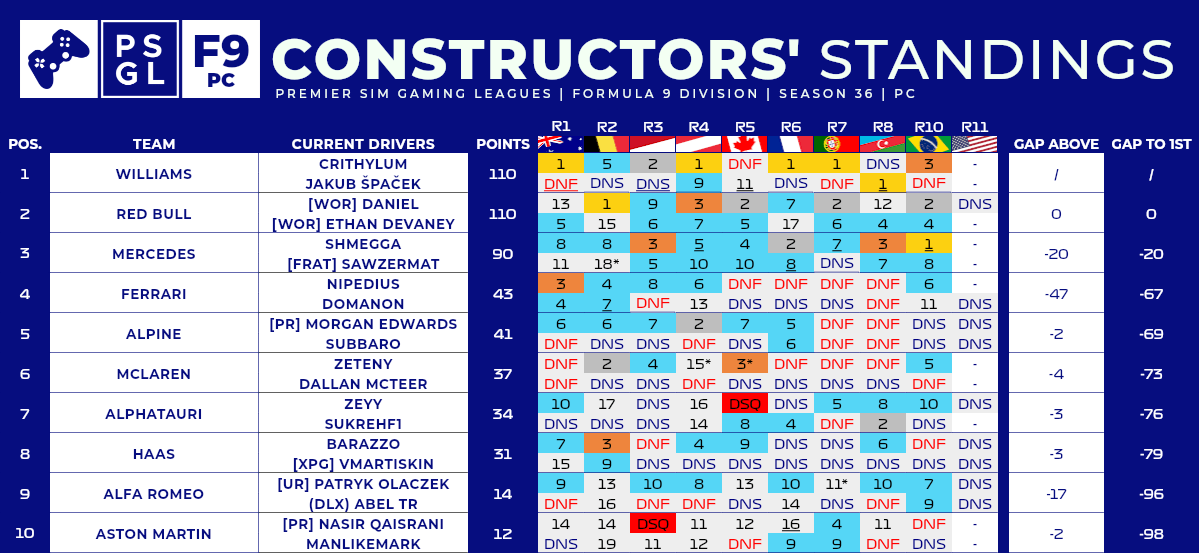 PS GL
F9 PC
CONSTRUCTORS' STANDINGS
PREMIER SIM GAMING LEAGUES | FORMULA 9 DIVISION | SEASON 36 | PC
POS. TEAM CURRENT DRIVERS POINTS R1 R2 R3 R4 R5 R6 R7 R8 R10 R11 GAP ABOVE GAP TO 1ST
CRITHYLUM 1 5 2 1 DNF 1 1 DNS 3 -
1 WILLIAMS 110 / /
JAKUB ŠPAČEK DNF DNS DNS 9 11 DNS DNF 1 DNF -
[WOR] DANIEL 13 1 9 3 2 7 2 12 2 DNS
2 RED BULL 110 0 0
[WOR] ETHAN DEVANEY 5 15 6 7 5 17 6 4 4 -
SHMEGGA 8 8 3 5 4 2 7 3 1 -
3 MERCEDES 90 -20 -20
[FRAT] SAWZERMAT 11 18* 5 10 10 8 DNS 7 8 -
NIPEDIUS 3 4 8 6 DNF DNF DNF DNF 6 -
4 FERRARI 43 -47 -67
DOMANON 4 7 DNF 13 DNS DNS DNS DNF 11 DNS
[PR] MORGAN EDWARDS 6 6 7 2 7 5 DNF DNF DNS DNS
5 ALPINE 41 -2 -69
SUBBARO DNF DNS DNS DNF DNS 6 DNF DNF DNS DNS
ZETENY DNF 2 4 15* 3* DNF DNF DNF 5 -
6 MCLAREN 37 -4 -73
DALLAN MCTEER DNF DNS DNS DNF DNS DNS DNS DNS DNF -
ZEYY 10 17 DNS 16 DSQ DNS 5 8 10 DNS
7 ALPHATAURI 34 -3 -76
SUKREHF1 DNS DNS DNS 14 8 4 DNF 2 DNS -
BARAZZO 7 3 DNF 4 9 DNS DNS 6 DNF DNS
8 HAAS 31 -3 -79
[XPG] VMARTISKIN 15 9 DNS DNS DNS DNS DNS DNS DNS DNS
[UR] PATRYK OLACZEK 9 13 10 8 13 10 11* 10 7 DNS
9 ALFA ROMEO 14 -17 -96
(DLX) ABEL TR DNF 16 DNF DNF DNS 14 DNS DNF 9 DNS
[PR] NASIR QAISRANI 14 14 DSQ 11 12 16 4 11 DNF -
10 ASTON MARTIN 12 -2 -98
MANLIKEMARK DNS 19 11 12 DNF 9 9 DNF DNS -